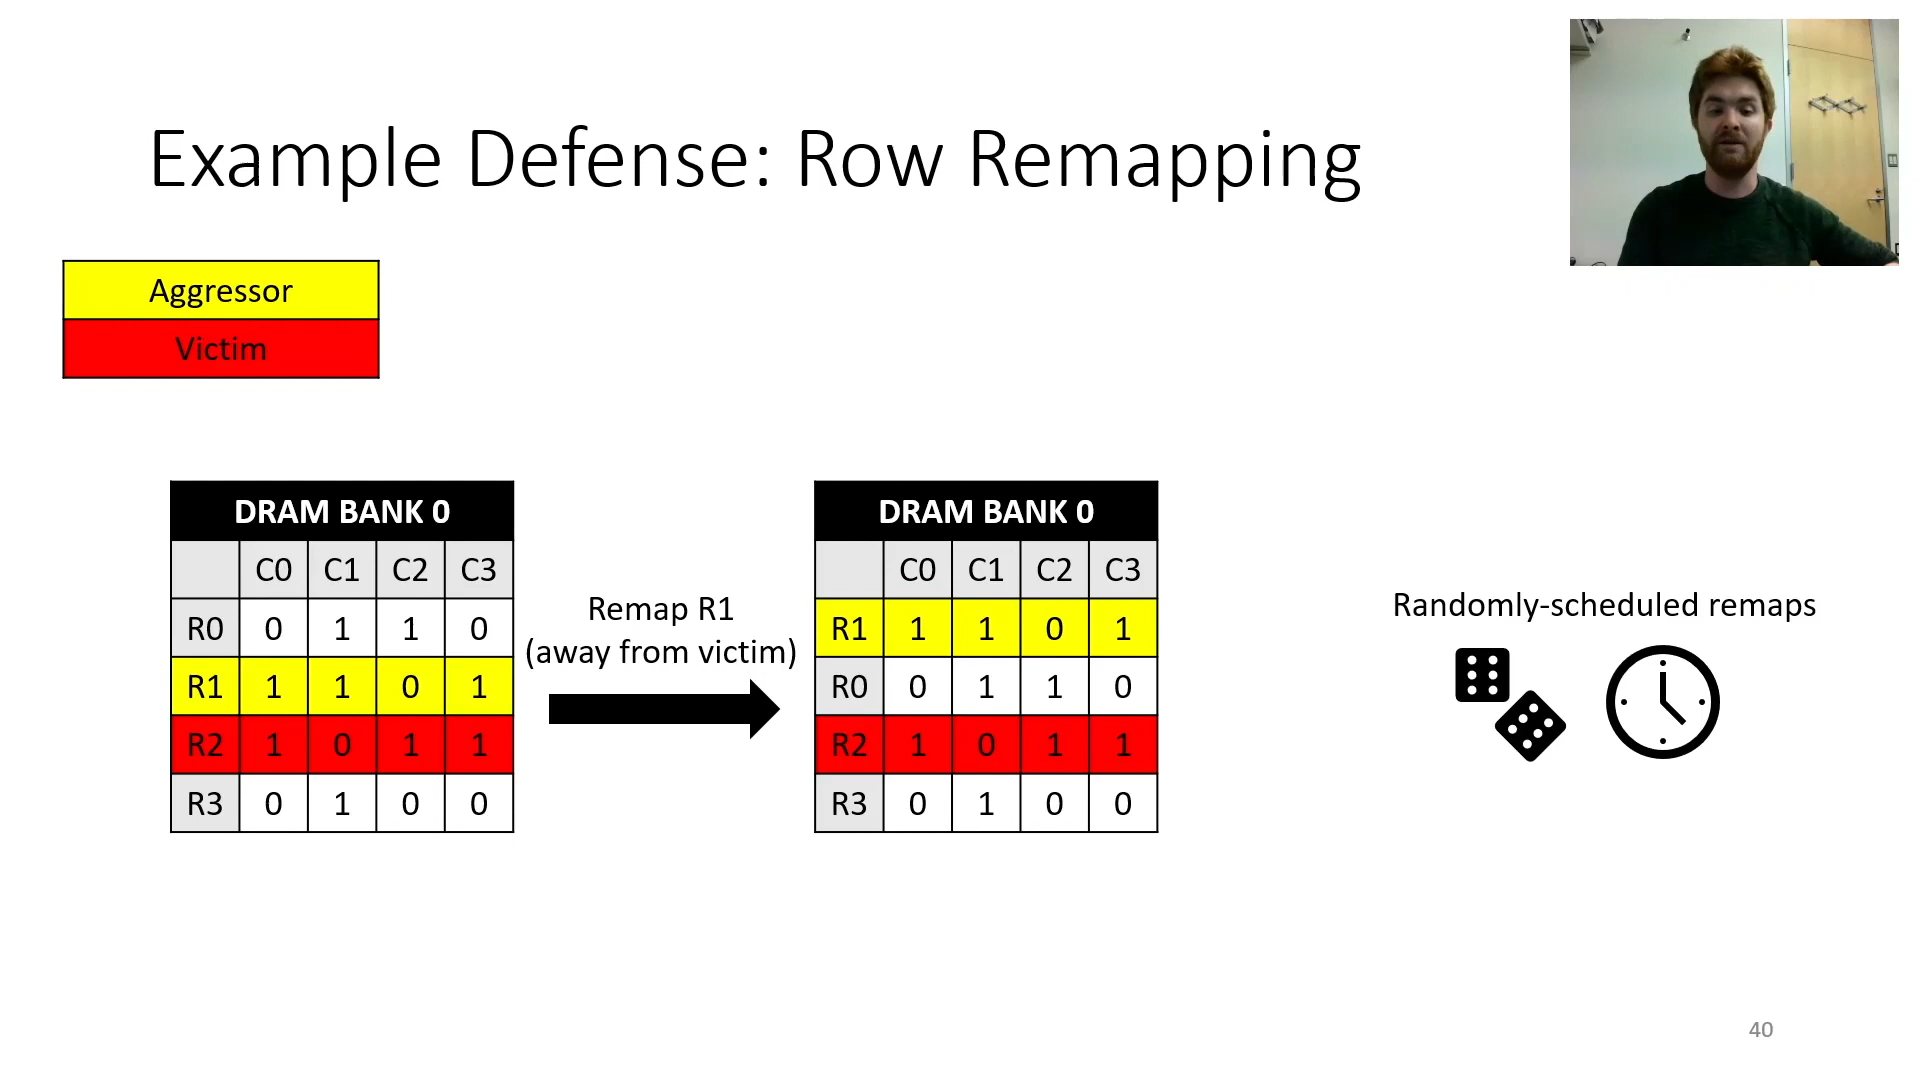 Example Defense: Row Remapping
Aggressor
Victim
DRAM BANK 0
C0 C1 C2 C3
R0 0 1 1 0
R1 1 1 0 1
R2 1 0 1 1
R3 0 1 0 0
Remap R1
(away from victim)
DRAM BANK 0
C0 C1 C2 C3
R1 1 1 0 1
R0 0 1 1 0
R2 1 0 1 1
R3 0 1 0 0
Randomly-scheduled remaps
40